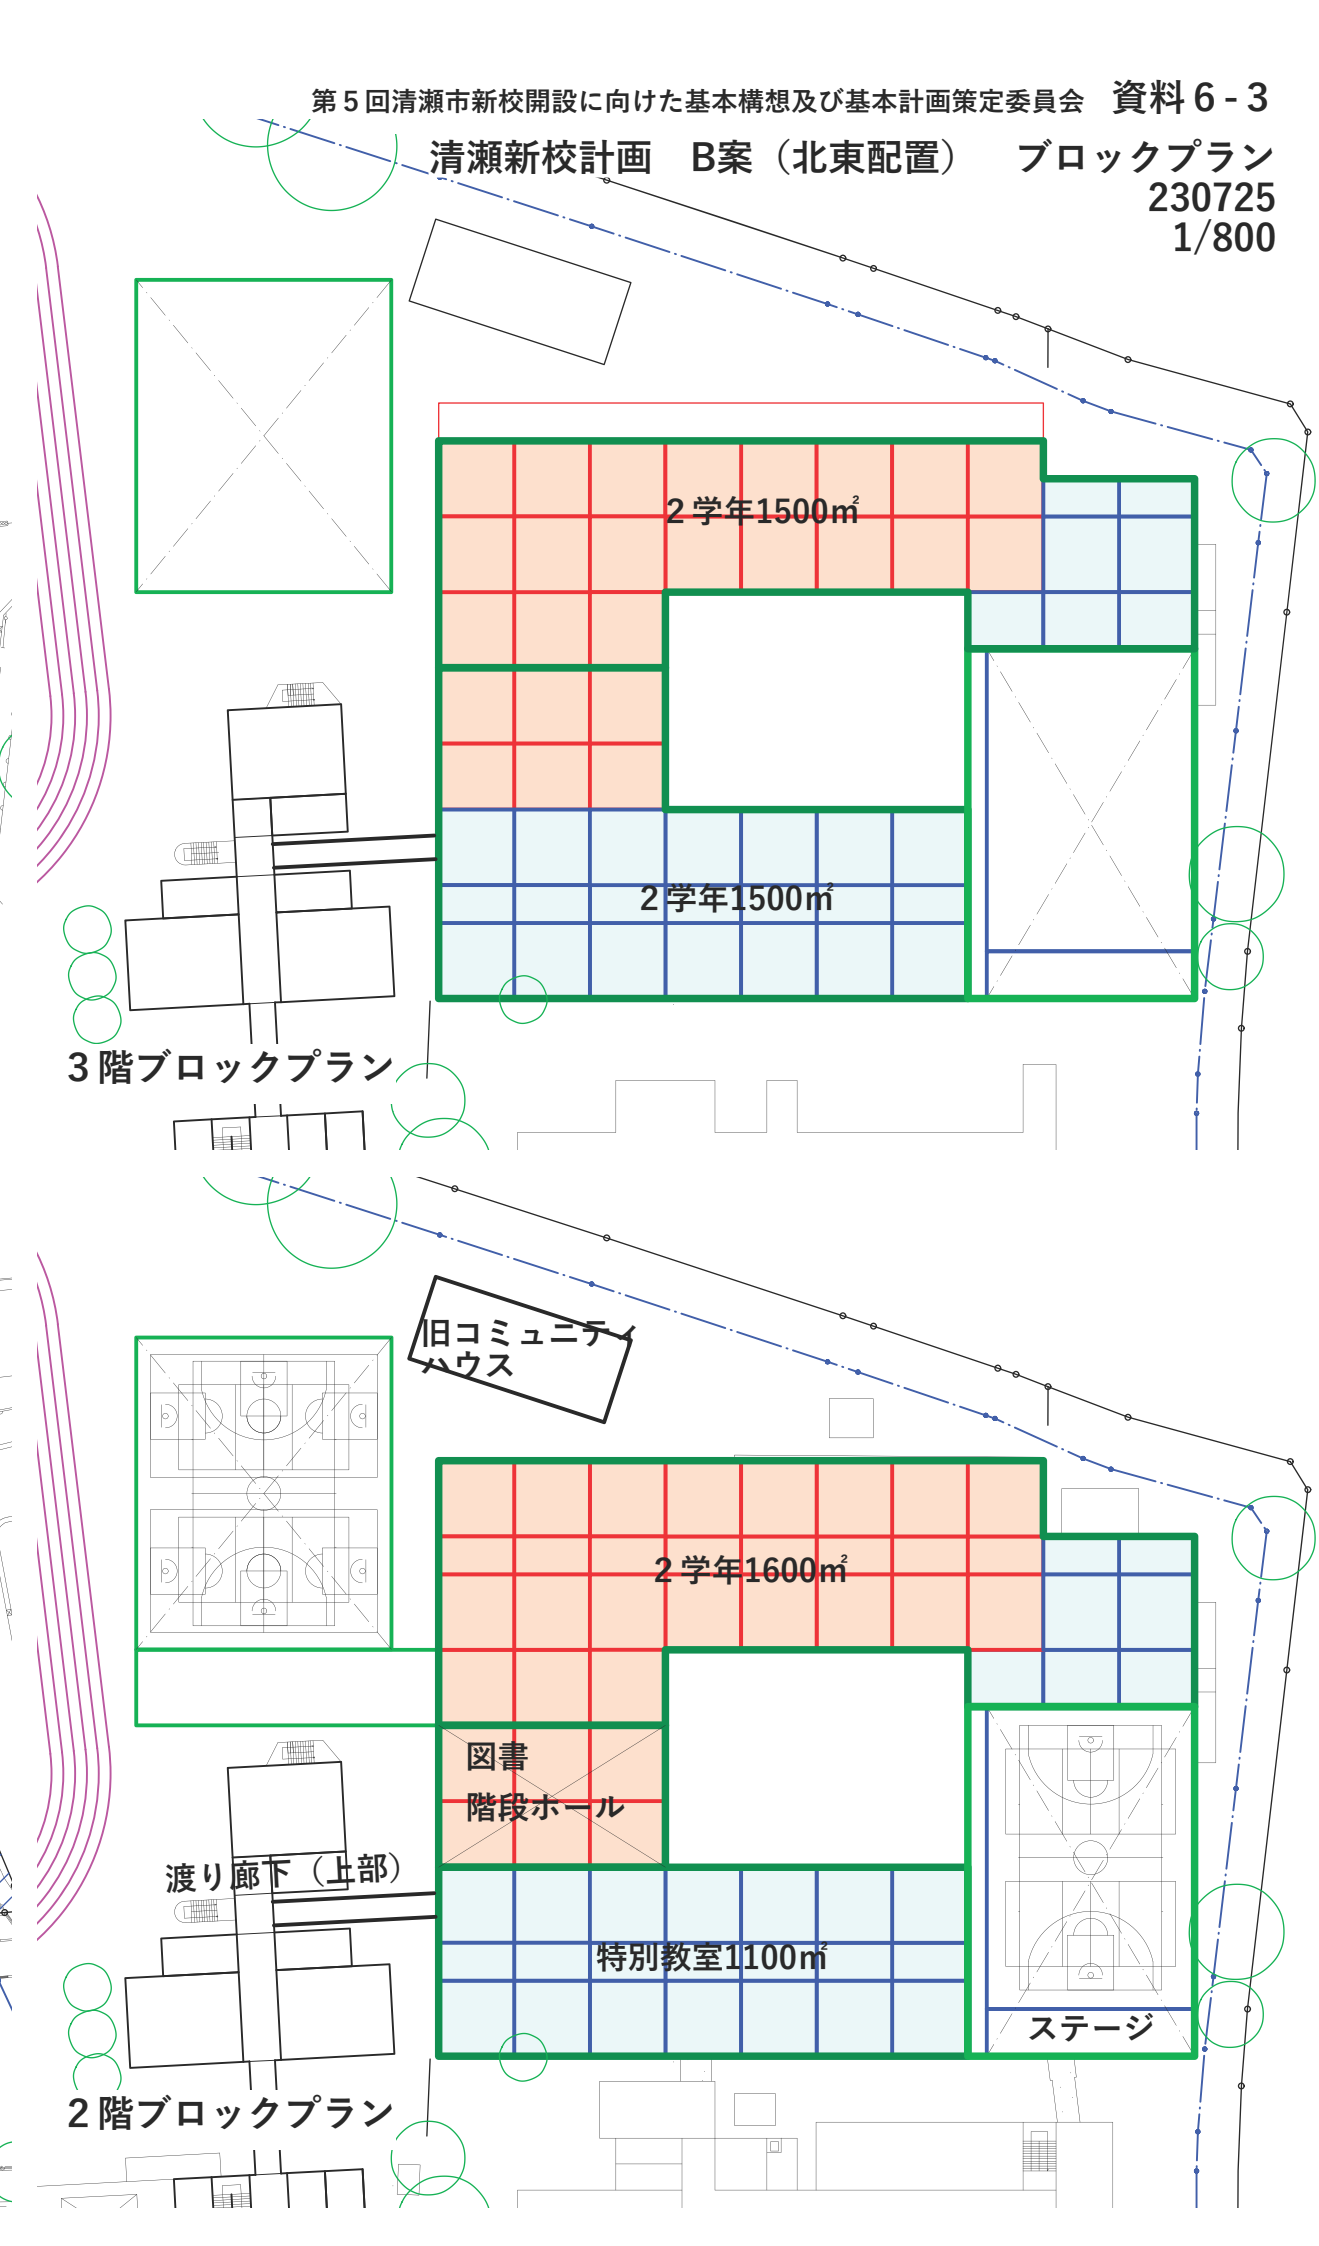 第５回清瀬市新校開設に向けた基本構想及び基本計画策定委員会　資料６-３
清瀬新校計画　B案（北東配置）　ブロックプラン
230725
1/800
２学年1500㎡
２学年1500㎡
３階ブロックプラン
旧コミュニティ
ハウス
２学年1600㎡
図書
階段ホール
渡り廊下（上部）
特別教室1100㎡
ステージ
２階ブロックプラン